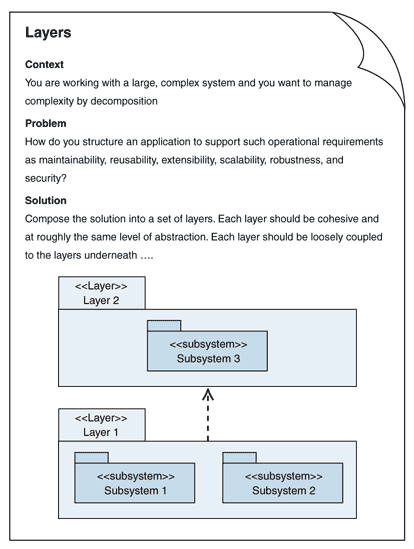 Layers
Context
You are working with a large, complex system and you want to manage
complexity by decomposition
Problem
How do you structure an application to support such operational requirements
as maintainability, reusability, extensibility, scalability, robustness, and
security?
Solution
Compose the solution into a set of layers. Each layer should be cohesive and
at roughly the same level of abstraction. Each layer should be loosely coupled
to the layers underneath ....
<<Layer>>
Layer 2
<<subsystem>>
Subsystem 3
<<Layer>>
Layer 1
<<subsystem>>
Subsystem 1
<<subsystem>>
Subsystem 2